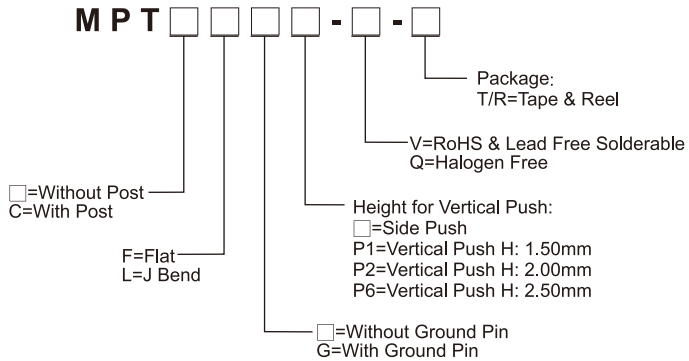 MPT□□□□-□-□
Package:
T/R=Tape & Reel
V=RoHS & Lead Free Solderable
Q=Halogen Free
□=Without Post
C=With Post
Height for Vertical Push:
□=Side Push
P1=Vertical Push H: 1.50mm
P2=Vertical Push H: 2.00mm
P6=Vertical Push H: 2.50mm
F=Flat
L=J Bend
□=Without Ground Pin
G=With Ground Pin